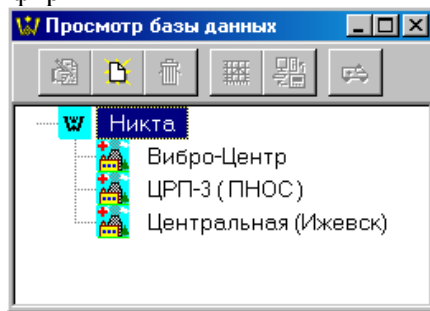 Просмотр базы данных
Никта
Вибро-Центр
ЦРП-3 (ПНОС)
Центральная (Ижевск)